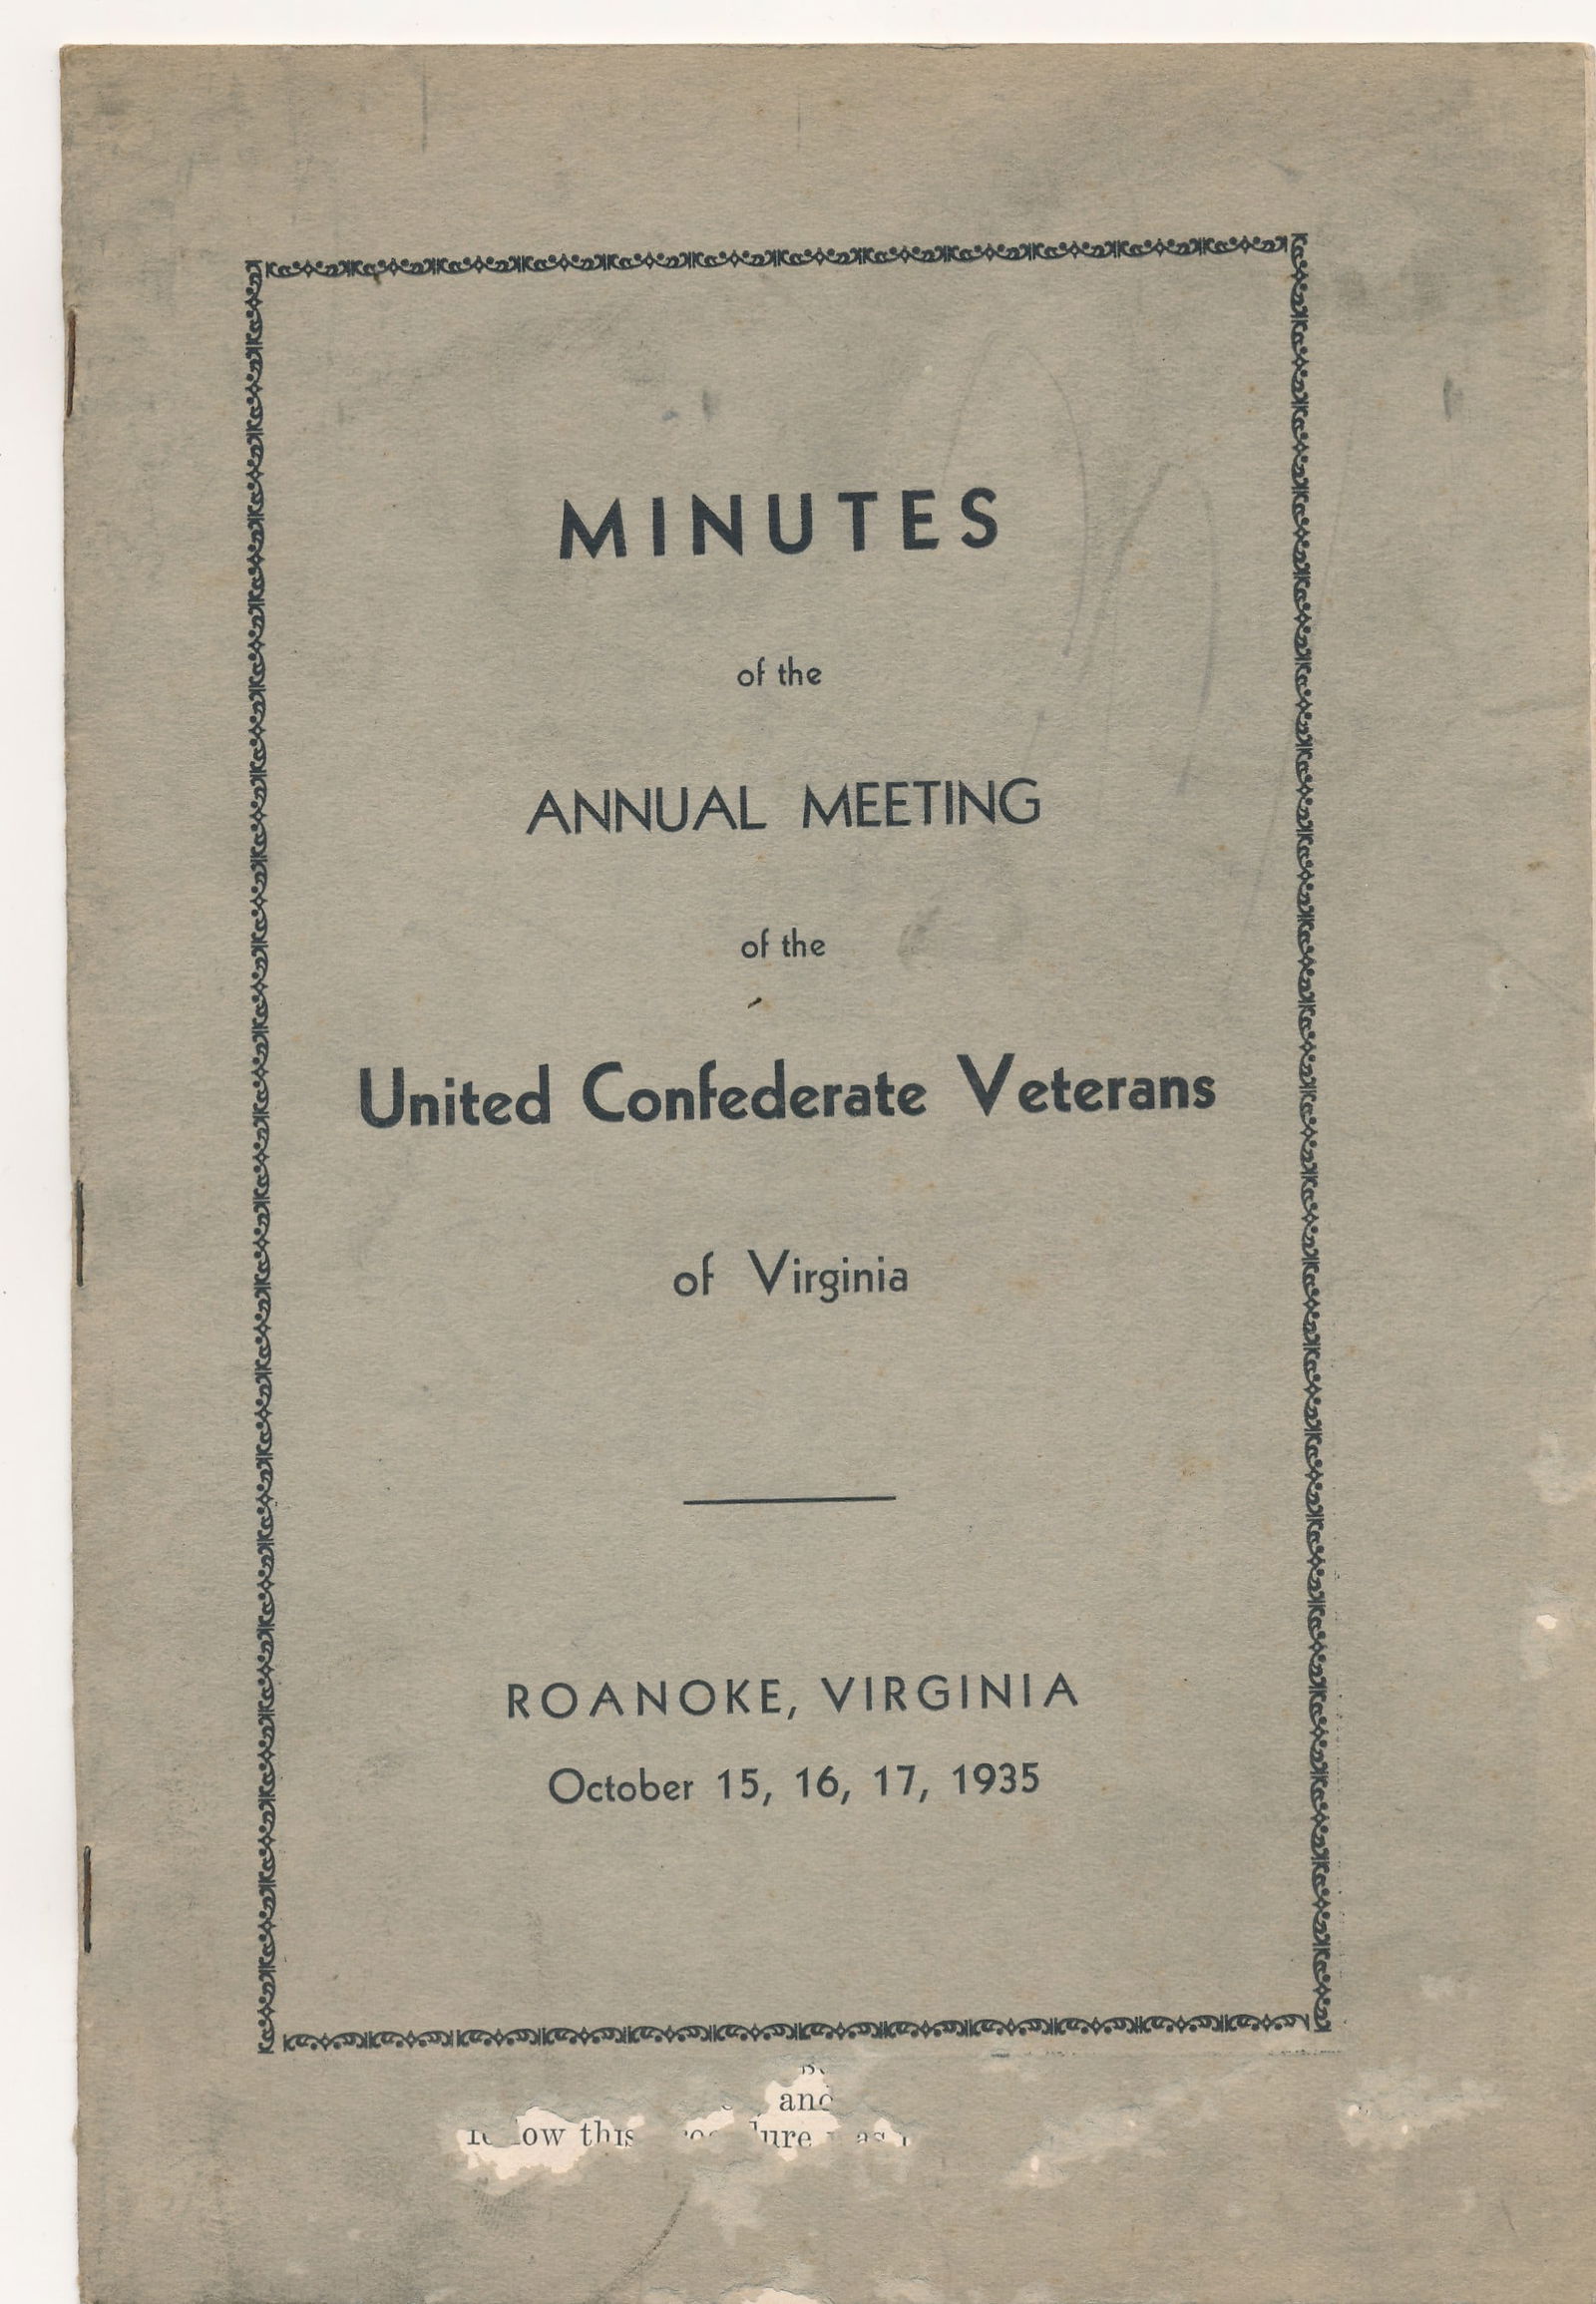 MINUTES
of the
ANNUAL MEETING
of the
United Confederate Veterans
of Virginia
ROANOKE, VIRGINIA
October 15, 16, 17, 1935
and
this